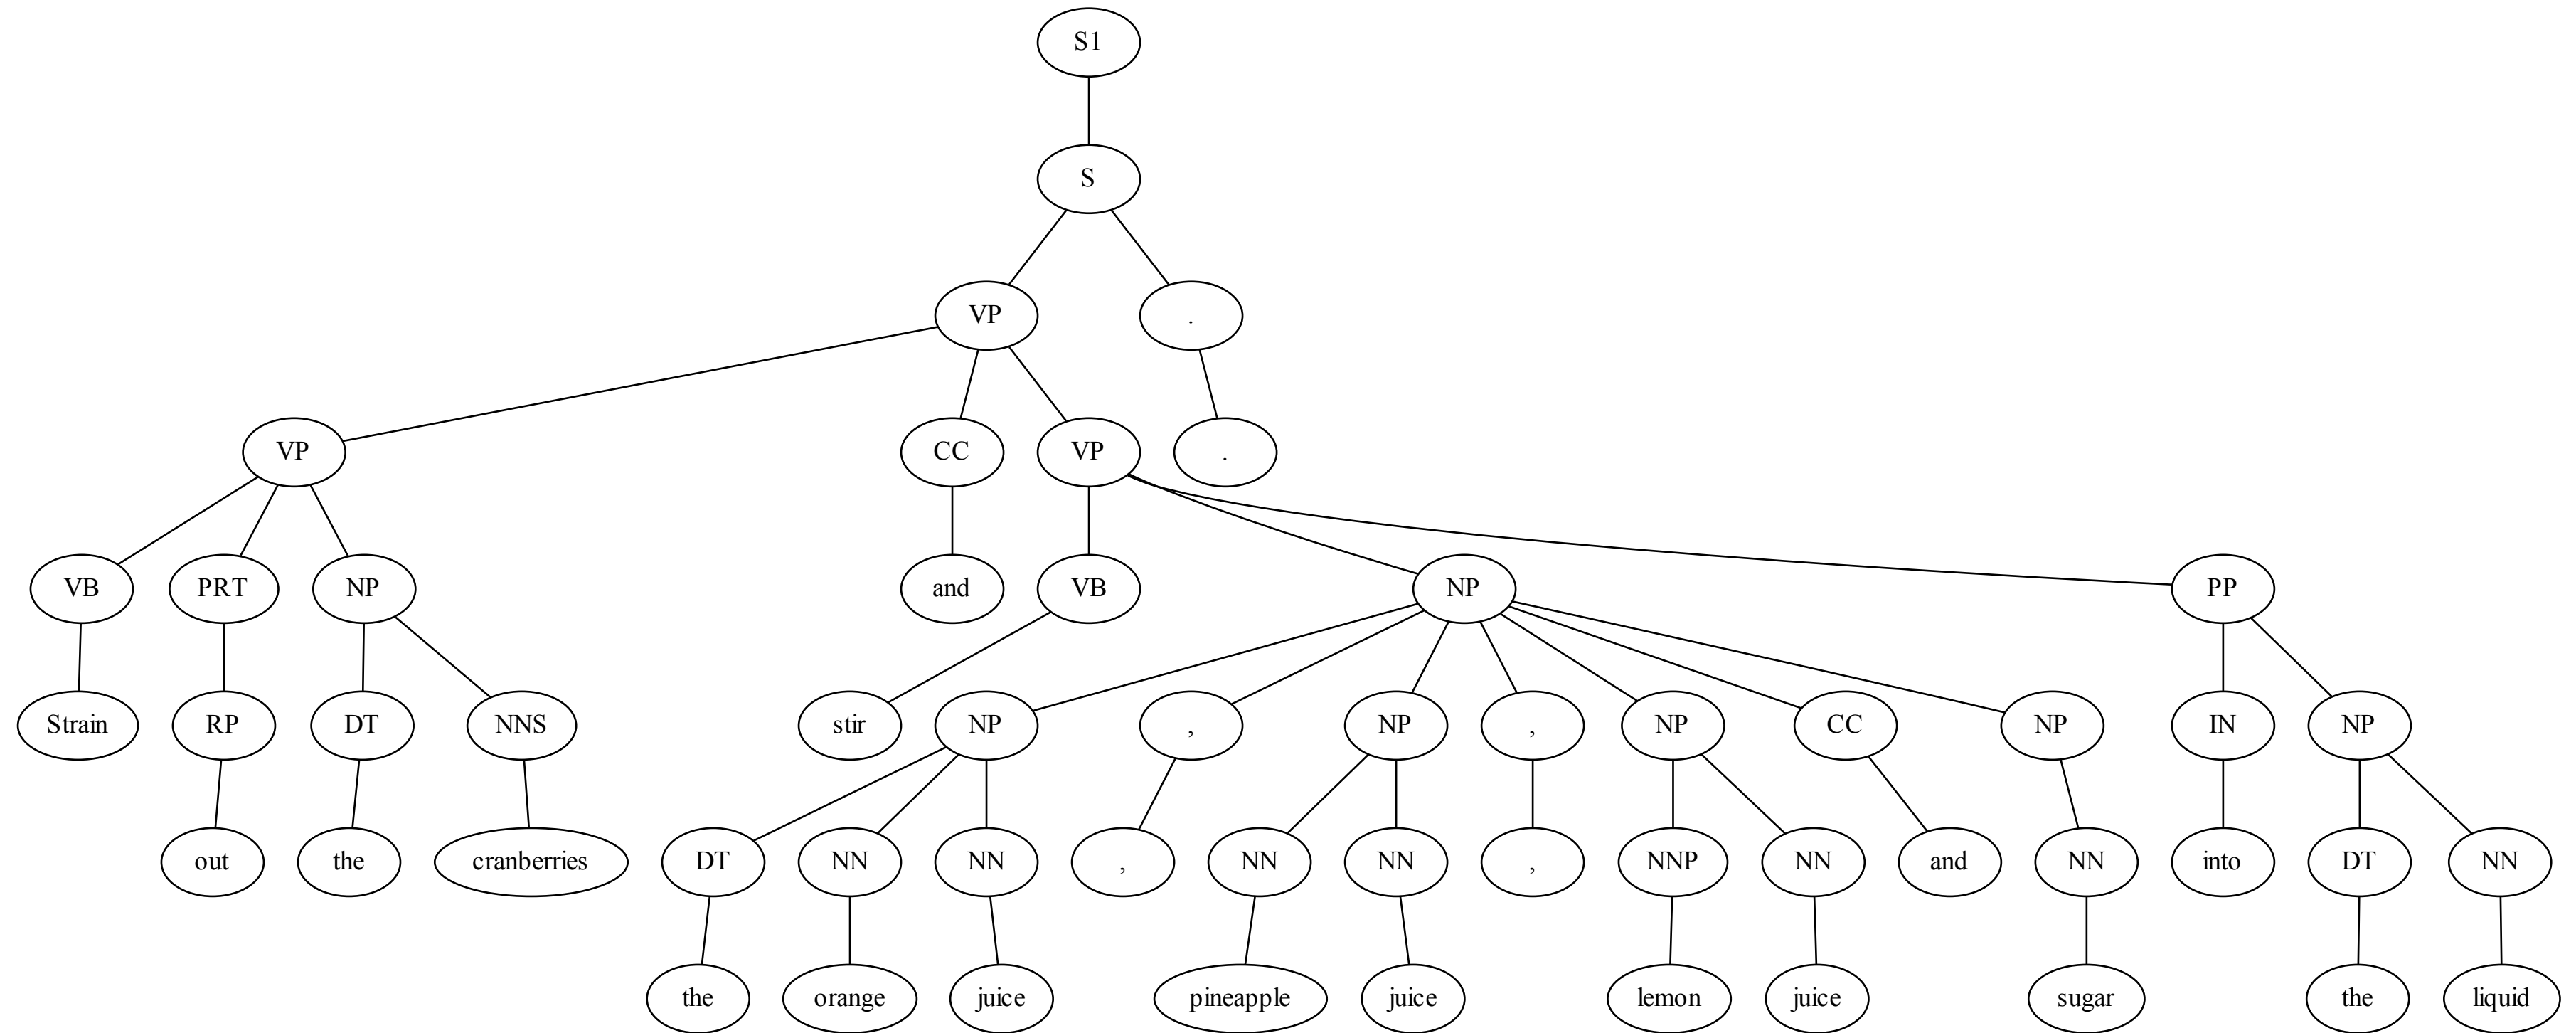 S1
S
VP .
VP CC VP .
VB PRT NP and VB NP PP
Strain RP DT NNS stir NP , NP , NP CC NP IN NP
out the cranberries DT NN NN , NN NN , NNP NN and NN into DT NN
the orange juice pineapple juice lemon juice sugar the liquid